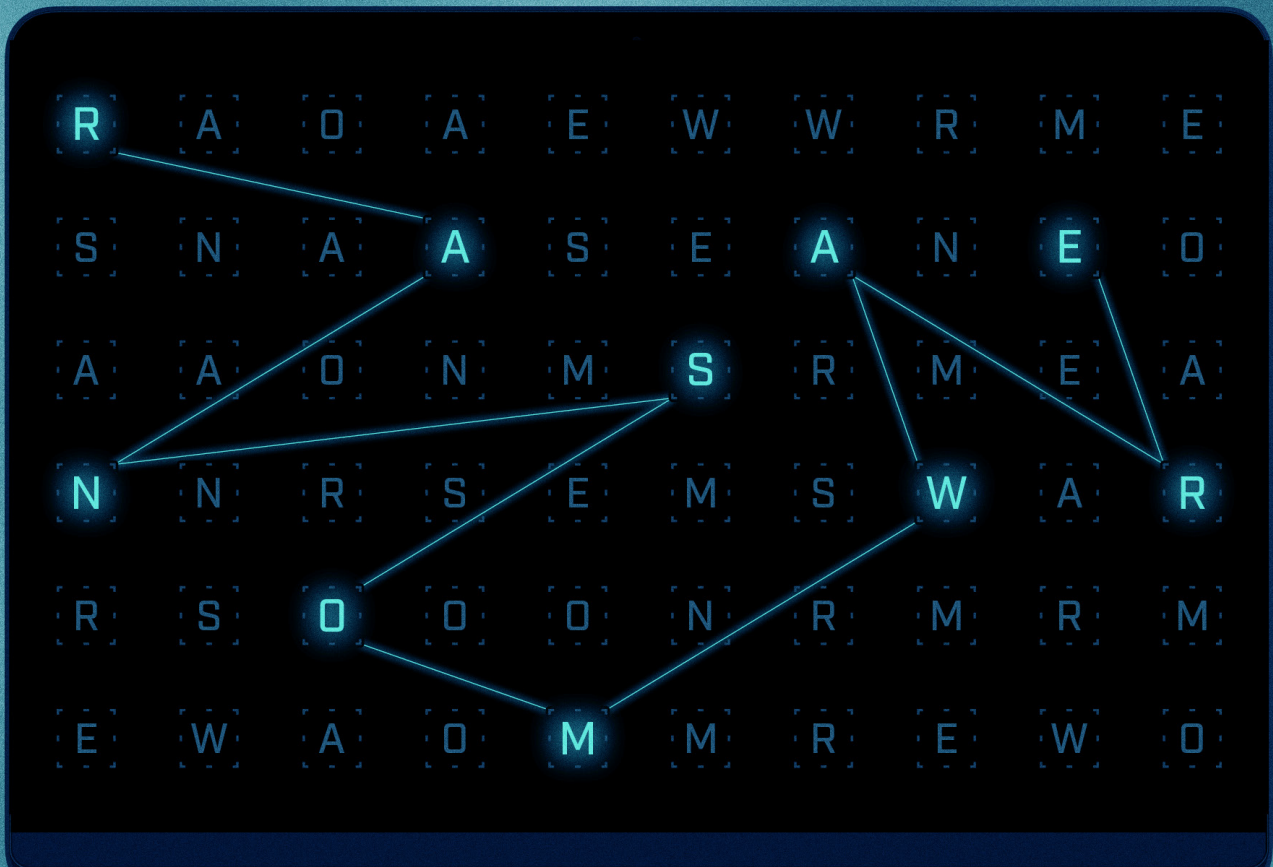 R A O A E W W R M E
S N A A S E A N E O
A A O N M S R M E A
N N R S E M S W A R
R S O O O N R M R M
E W A O M M R E W O